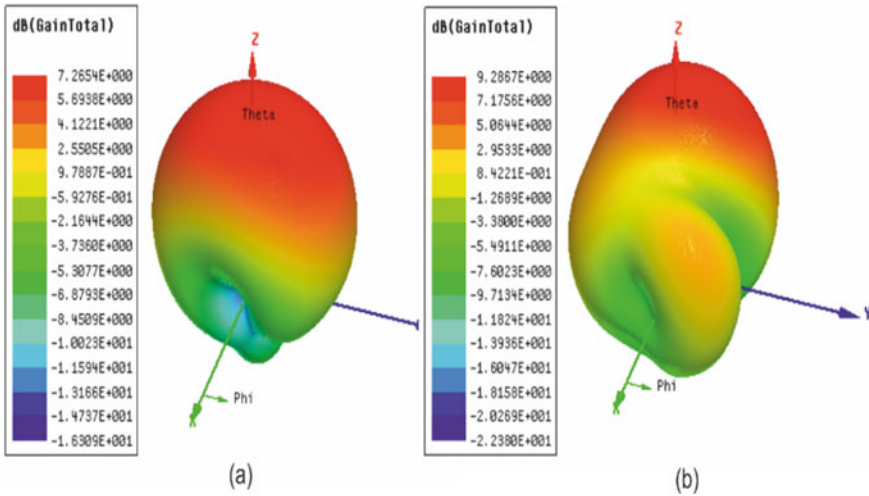 dB(GainTotal)
7.2654E+000
5.6938E+000
4.1221E+000
2.5505E+000
9.7887E-001
-5.9276E-001
-2.1644E+000
-3.7360E+000
-5.3077E+000
-6.8793E+000
-8.4509E+000
-1.0023E+001
-1.1594E+001
-1.3166E+001
-1.4737E+001
-1.6309E+001
Z
Theta
Phi
X
(a)
dB(GainTotal)
9.2867E+000
7.1756E+000
5.0644E+000
2.9533E+000
8.4221E-001
-1.2689E+000
-3.3800E+000
-5.4911E+000
-7.6023E+000
-9.7134E+000
-1.1824E+001
-1.3936E+001
-1.6047E+001
-1.8158E+001
-2.0269E+001
-2.2380E+001
Z
Theta
Y
Phi
X
(b)